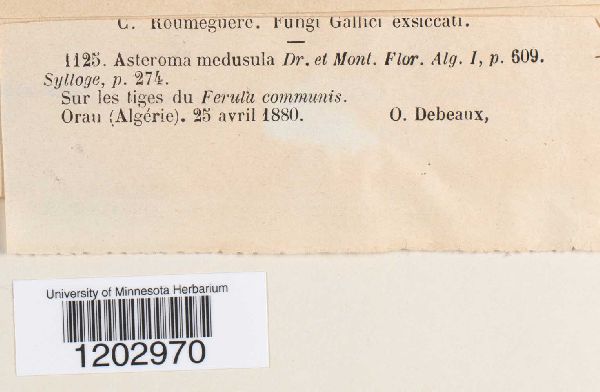 C. Roumeguère. Fungi Gallici exsiccati.
1125. Asteroma medusula Dr. et Mont. Flor. Alg. I, p. 609.
Sylloge, p. 274.
Sur les tiges du Ferula communis.
Oran (Algérie). 25 avril 1880. O. Debeaux,
University of Minnesota Herbarium
1202970